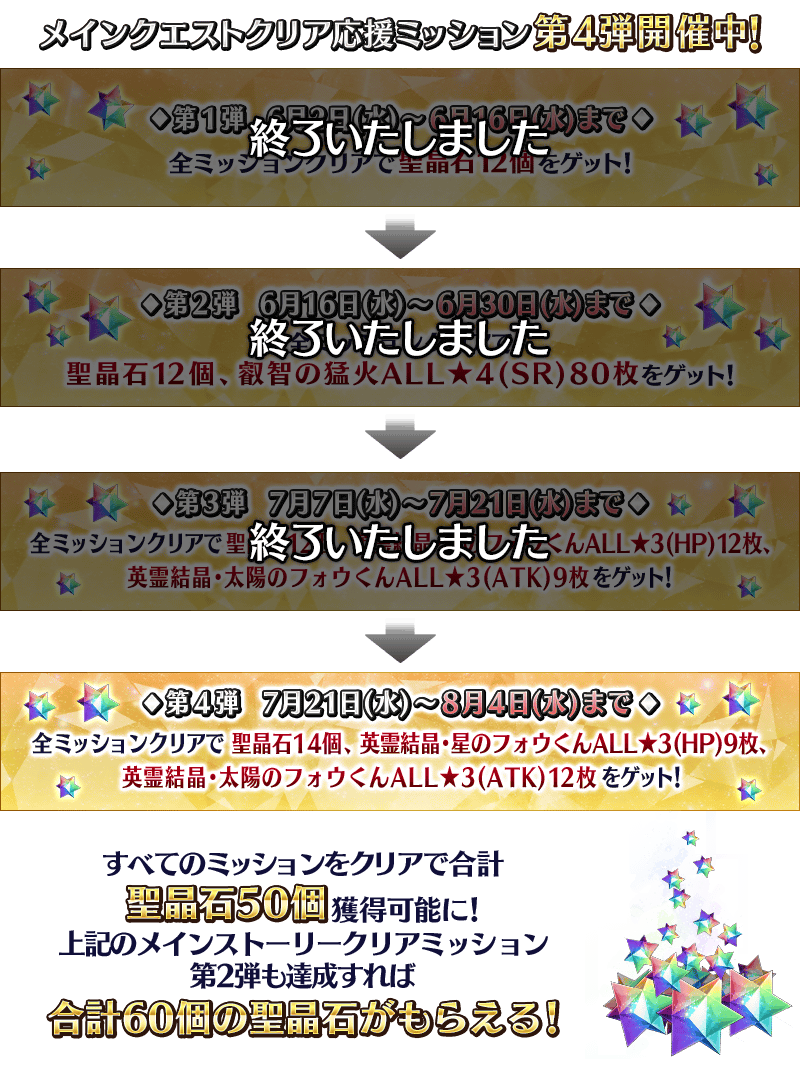 メインクエストクリア応援ミッション第4弾開催中!
◇第1弾 6月2日(水)～6月16日(水)まで◇
終了いたしました
全ミッションクリアで聖晶石12個をゲット!
◇第2弾 6月16日(水)～6月30日(水)まで◇
終了いたしました
聖晶石12個、叡智の猛火ALL★4(SR)80枚をゲット!
◇第3弾 7月7日(水)～7月21日(水)まで◇
終了いたしました
全ミッションクリアで聖 フォウくんALL★3(HP)12枚、
英霊結晶・太陽のフォウくんALL★3(ATK)9枚をゲット!
◇第4弾 7月21日(水)～8月4日(水)まで◇
全ミッションクリアで聖晶石14個、英霊結晶・星のフォウくんALL★3(HP)9枚、
英霊結晶・太陽のフォウくんALL★3(ATK)12枚をゲット!
すべてのミッションをクリアで合計
聖晶石50個獲得可能に!
上記のメインストーリークリアミッション
第2弾も達成すれば
合計60個の聖晶石がもらえる!